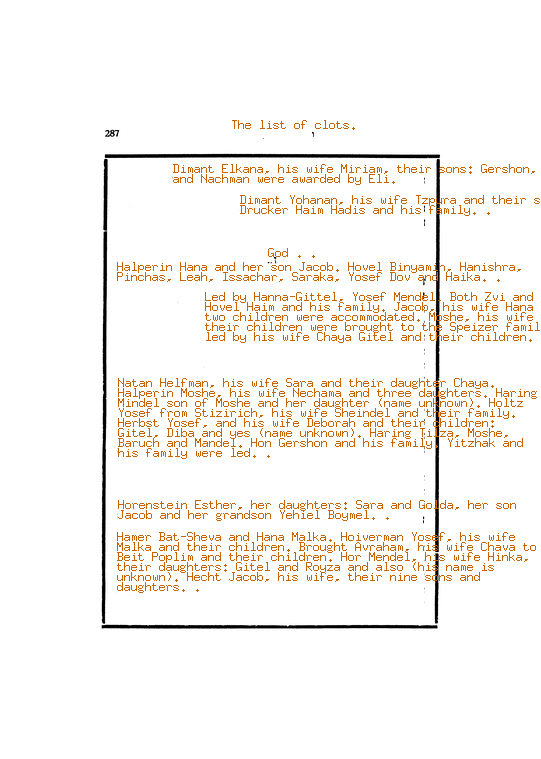 The list of clots.
287
Dimant Elkana, his wife Miriam, their sons: Gershon,
and Nachman were awarded by Eli.
Dimant Yohanan, his wife Tzpura and their s
Drucker Haim Hadis and his family. .
God . .
Halperin Hana and her son Jacob. Hovel Binyamin, Hanishra,
Pinchas, Leah, Issachar, Saraka, Yosef Dov and Haika. .
Led by Hanna-Gittel, Yosef Mendel. Both Zvi and
Hovel Haim and his family. Jacob, his wife Hana
two children were accommodated. Moshe, his wife
their children were brought to the Speizer famil
led by his wife Chaya Gitel and their children.
Natan Helfman, his wife Sara and their daughter Chaya.
Halperin Moshe, his wife Nechama and three daughters. Haring
Mindel son of Moshe and her daughter (name unknown). Holtz
Yosef from Stizirich, his wife Sheindel and their family.
Herbst Yosef, and his wife Deborah and their children:
Gitel, Diba and yes (name unknown). Haring Tilza, Moshe,
Baruch and Mandel. Hon Gershon and his family. Yitzhak and
his family were led. .
Horenstein Esther, her daughters: Sara and Golda, her son
Jacob and her grandson Yehiel Boymel. .
Hamer Bat-Sheva and Hana Malka. Hoiverman Yosef, his wife
Malka and their children. Brought Avraham, his wife Chava to
Beit Poplim and their children. Hor Mendel, his wife Hinka,
their daughters: Gitel and Royza and also (his name is
unknown). Hecht Jacob, his wife, their nine sons and
daughters. .